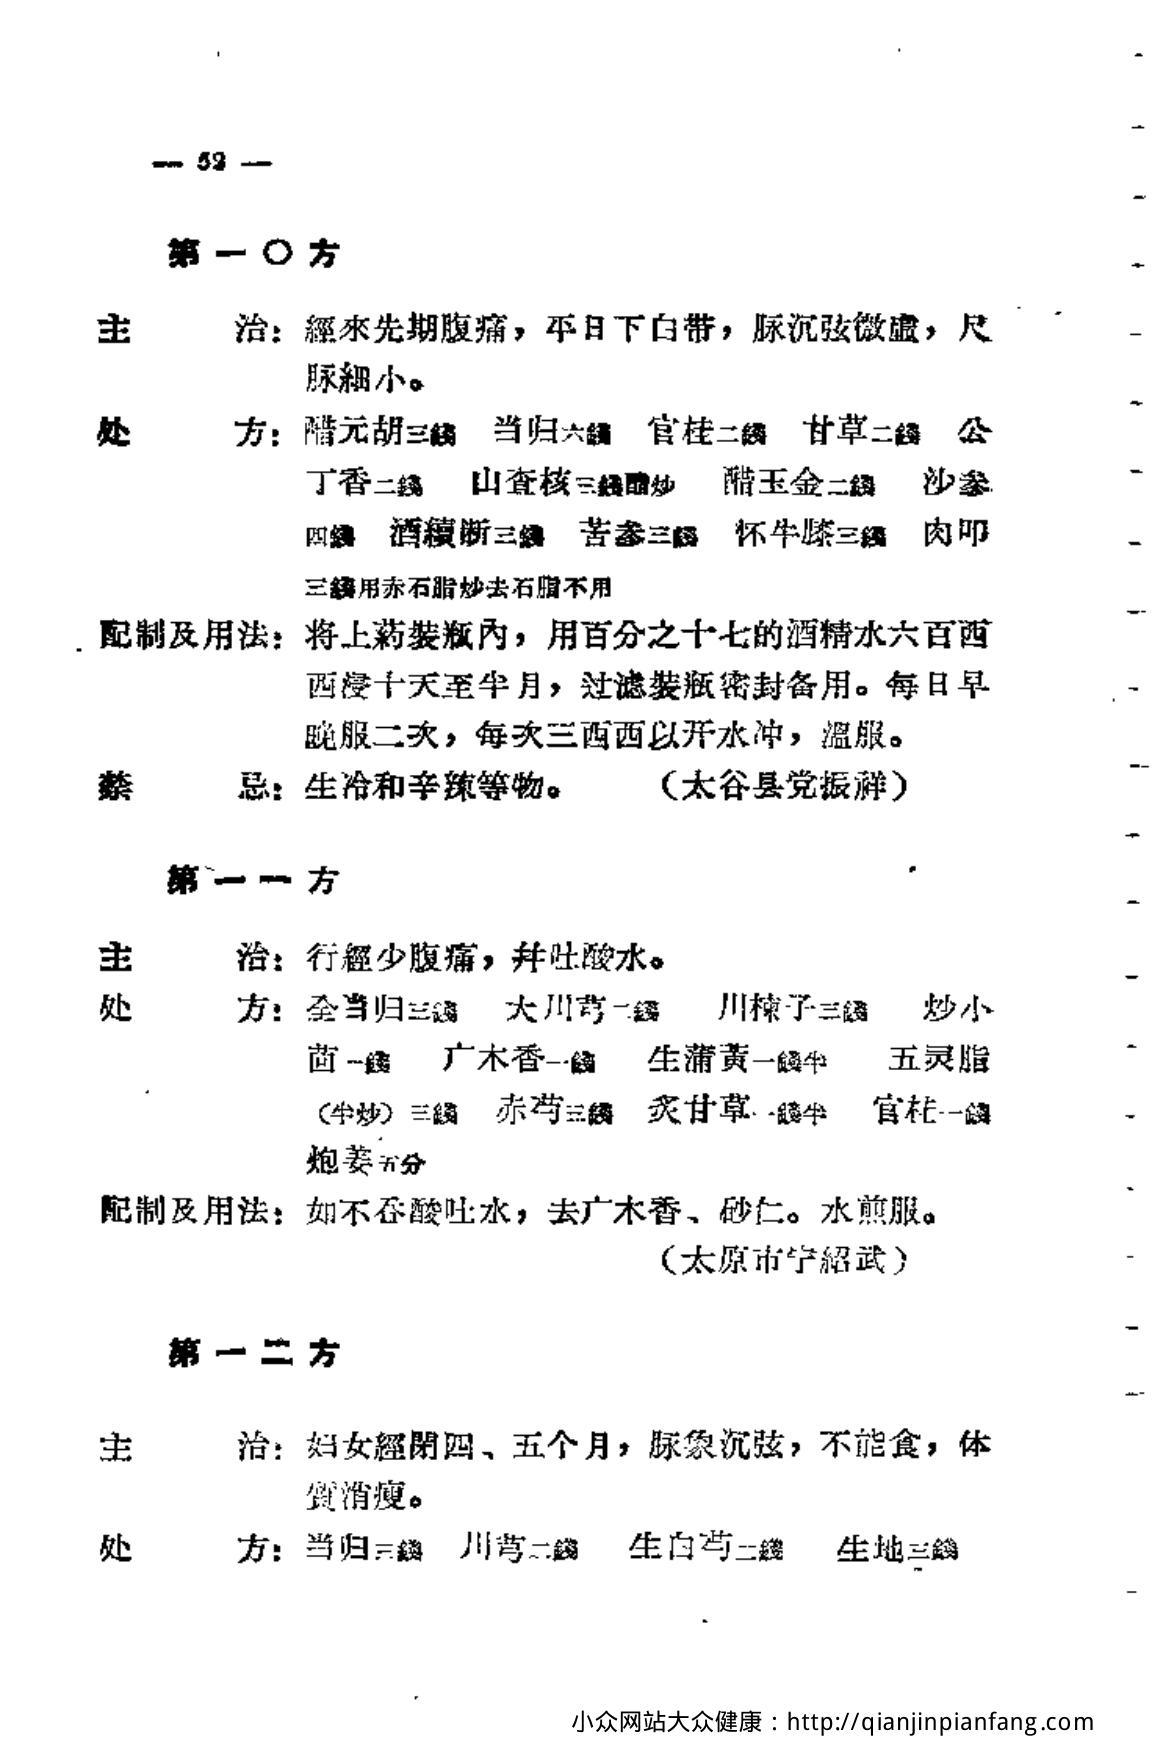 — 52 —
第一〇方
主 治：經來先期腹痛，平日下白带，脉沉弦微虛，尺
脉細小。
处 方：醋元胡三錢 当归六錢 官桂二錢 甘草二錢 公
丁香二錢 山查核三錢醋炒 醋玉金二錢 沙参
四錢 酒續断三錢 苦参三錢 怀牛膝三錢 肉叩
三錢用赤石脂炒去石脂不用
配制及用法：将上葯裝瓶內，用百分之十七的酒精水六百西
西浸十天至半月，过滤裝瓶密封备用。每日早
晚服二次，每次三西西以开水冲，溫服。
禁 忌：生冷和辛辣等物。 （太谷县党振祥）
第一一方
主 治：行經少腹痛，幷吐酸水。
处 方：全当归三錢 大川芎二錢 川楝子三錢 炒小
茴一錢 广木香一錢 生蒲黃一錢半 五灵脂
（半炒）三錢 赤芍三錢 炙甘草一錢半 官桂一錢
炮姜五分
配制及用法：如不吞酸吐水，去广木香、砂仁。水煎服。
（太原市宁紹武）
第一二方
主 治：妇女經閉四、五个月，脉象沉弦，不能食，体
質消瘦。
处 方：当归三錢 川芎二錢 生白芍二錢 生地三錢
小众网站大众健康：http://qianjinpianfang.com